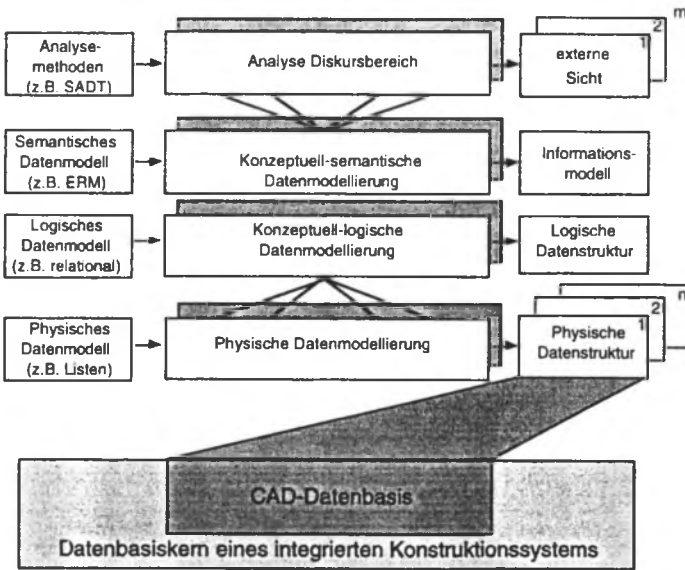 Analyse-
methoden
(z.B. SADT)
Analyse Diskursbereich
externe
Sicht
1
2
m
Semantisches
Datenmodell
(z.B. ERM)
Konzeptuell-semantische
Datenmodellierung
Informations-
modell
Logisches
Datenmodell
(z.B. relational)
Konzeptuell-logische
Datenmodellierung
Logische
Datenstruktur
Physisches
Datenmodell
(z.B. Listen)
Physische Datenmodellierung
Physische
Datenstruktur
1
2
n
CAD-Datenbasis
Datenbasiskern eines integrierten Konstruktionssystems